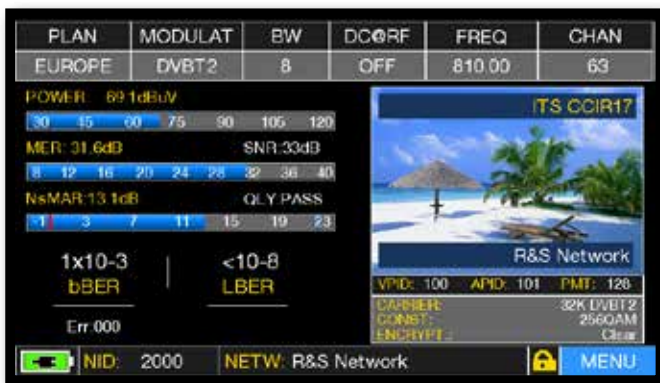 PLAN MODULAT BW DC@RF FREQ CHAN
EUROPE DVBT2 8 OFF 810.00 63
POWER: 69.1dBuV
30 45 60 75 90 105 120
MER: 31.6dB SNR:33dB
8 12 16 20 24 28 32 36 40
NsMAR:13.1dB QLY:PASS
-1 3 7 11 15 19 23
1x10-3 | <10-8
bBER LBER
Err:000
ITS CCIR17
R&S Network
VPID: 100 APID: 101 PMT: 128
CARRIER: 32K DVBT2
CONST: 256QAM
ENCRYPT.: Clear
NID: 2000 NETW: R&S Network MENU